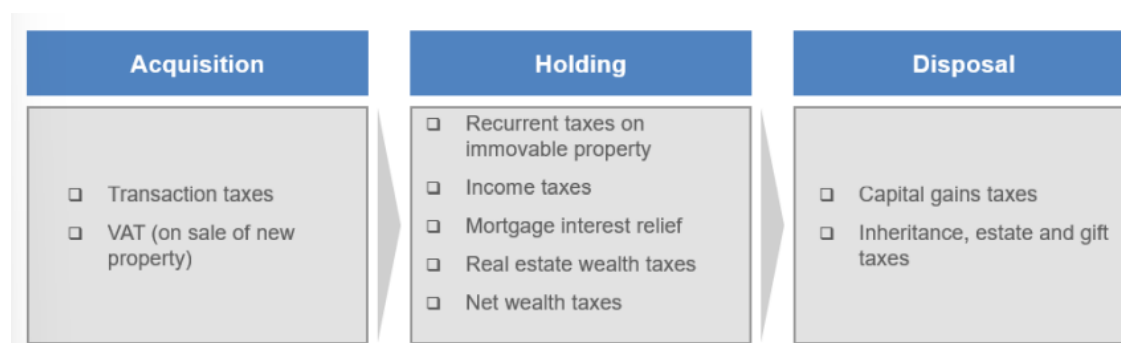 Acquisition
Transaction taxes
VAT (on sale of new
property)
Holding
Recurrent taxes on
immovable property
Income taxes
Mortgage interest relief
Real estate wealth taxes
Net wealth taxes
Disposal
Capital gains taxes
Inheritance, estate and gift
taxes